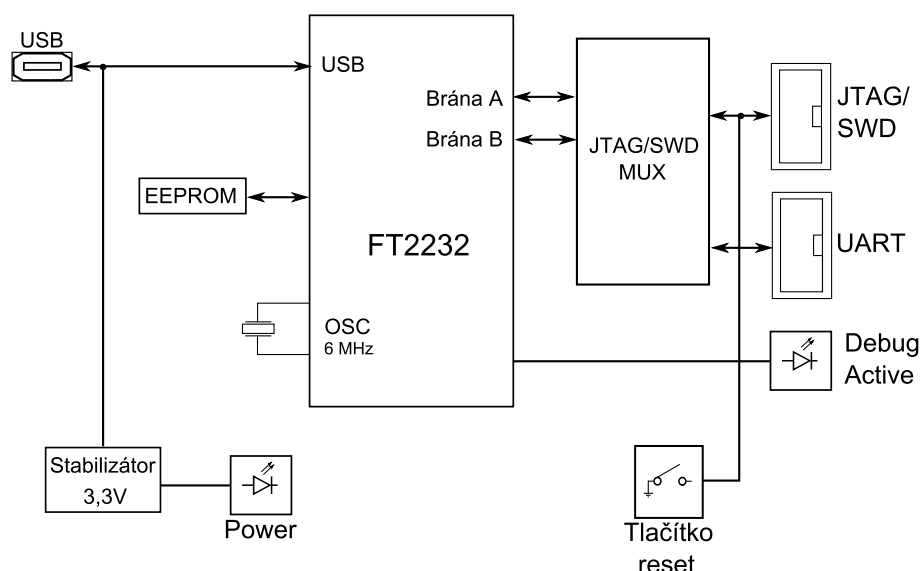 USB
USB
Brána A
Brána B
JTAG/SWD
MUX
JTAG/
SWD
EEPROM
FT2232
UART
OSC
6 MHz
Debug
Active
Stabilizátor
3,3V
Power
Tlačítko
reset